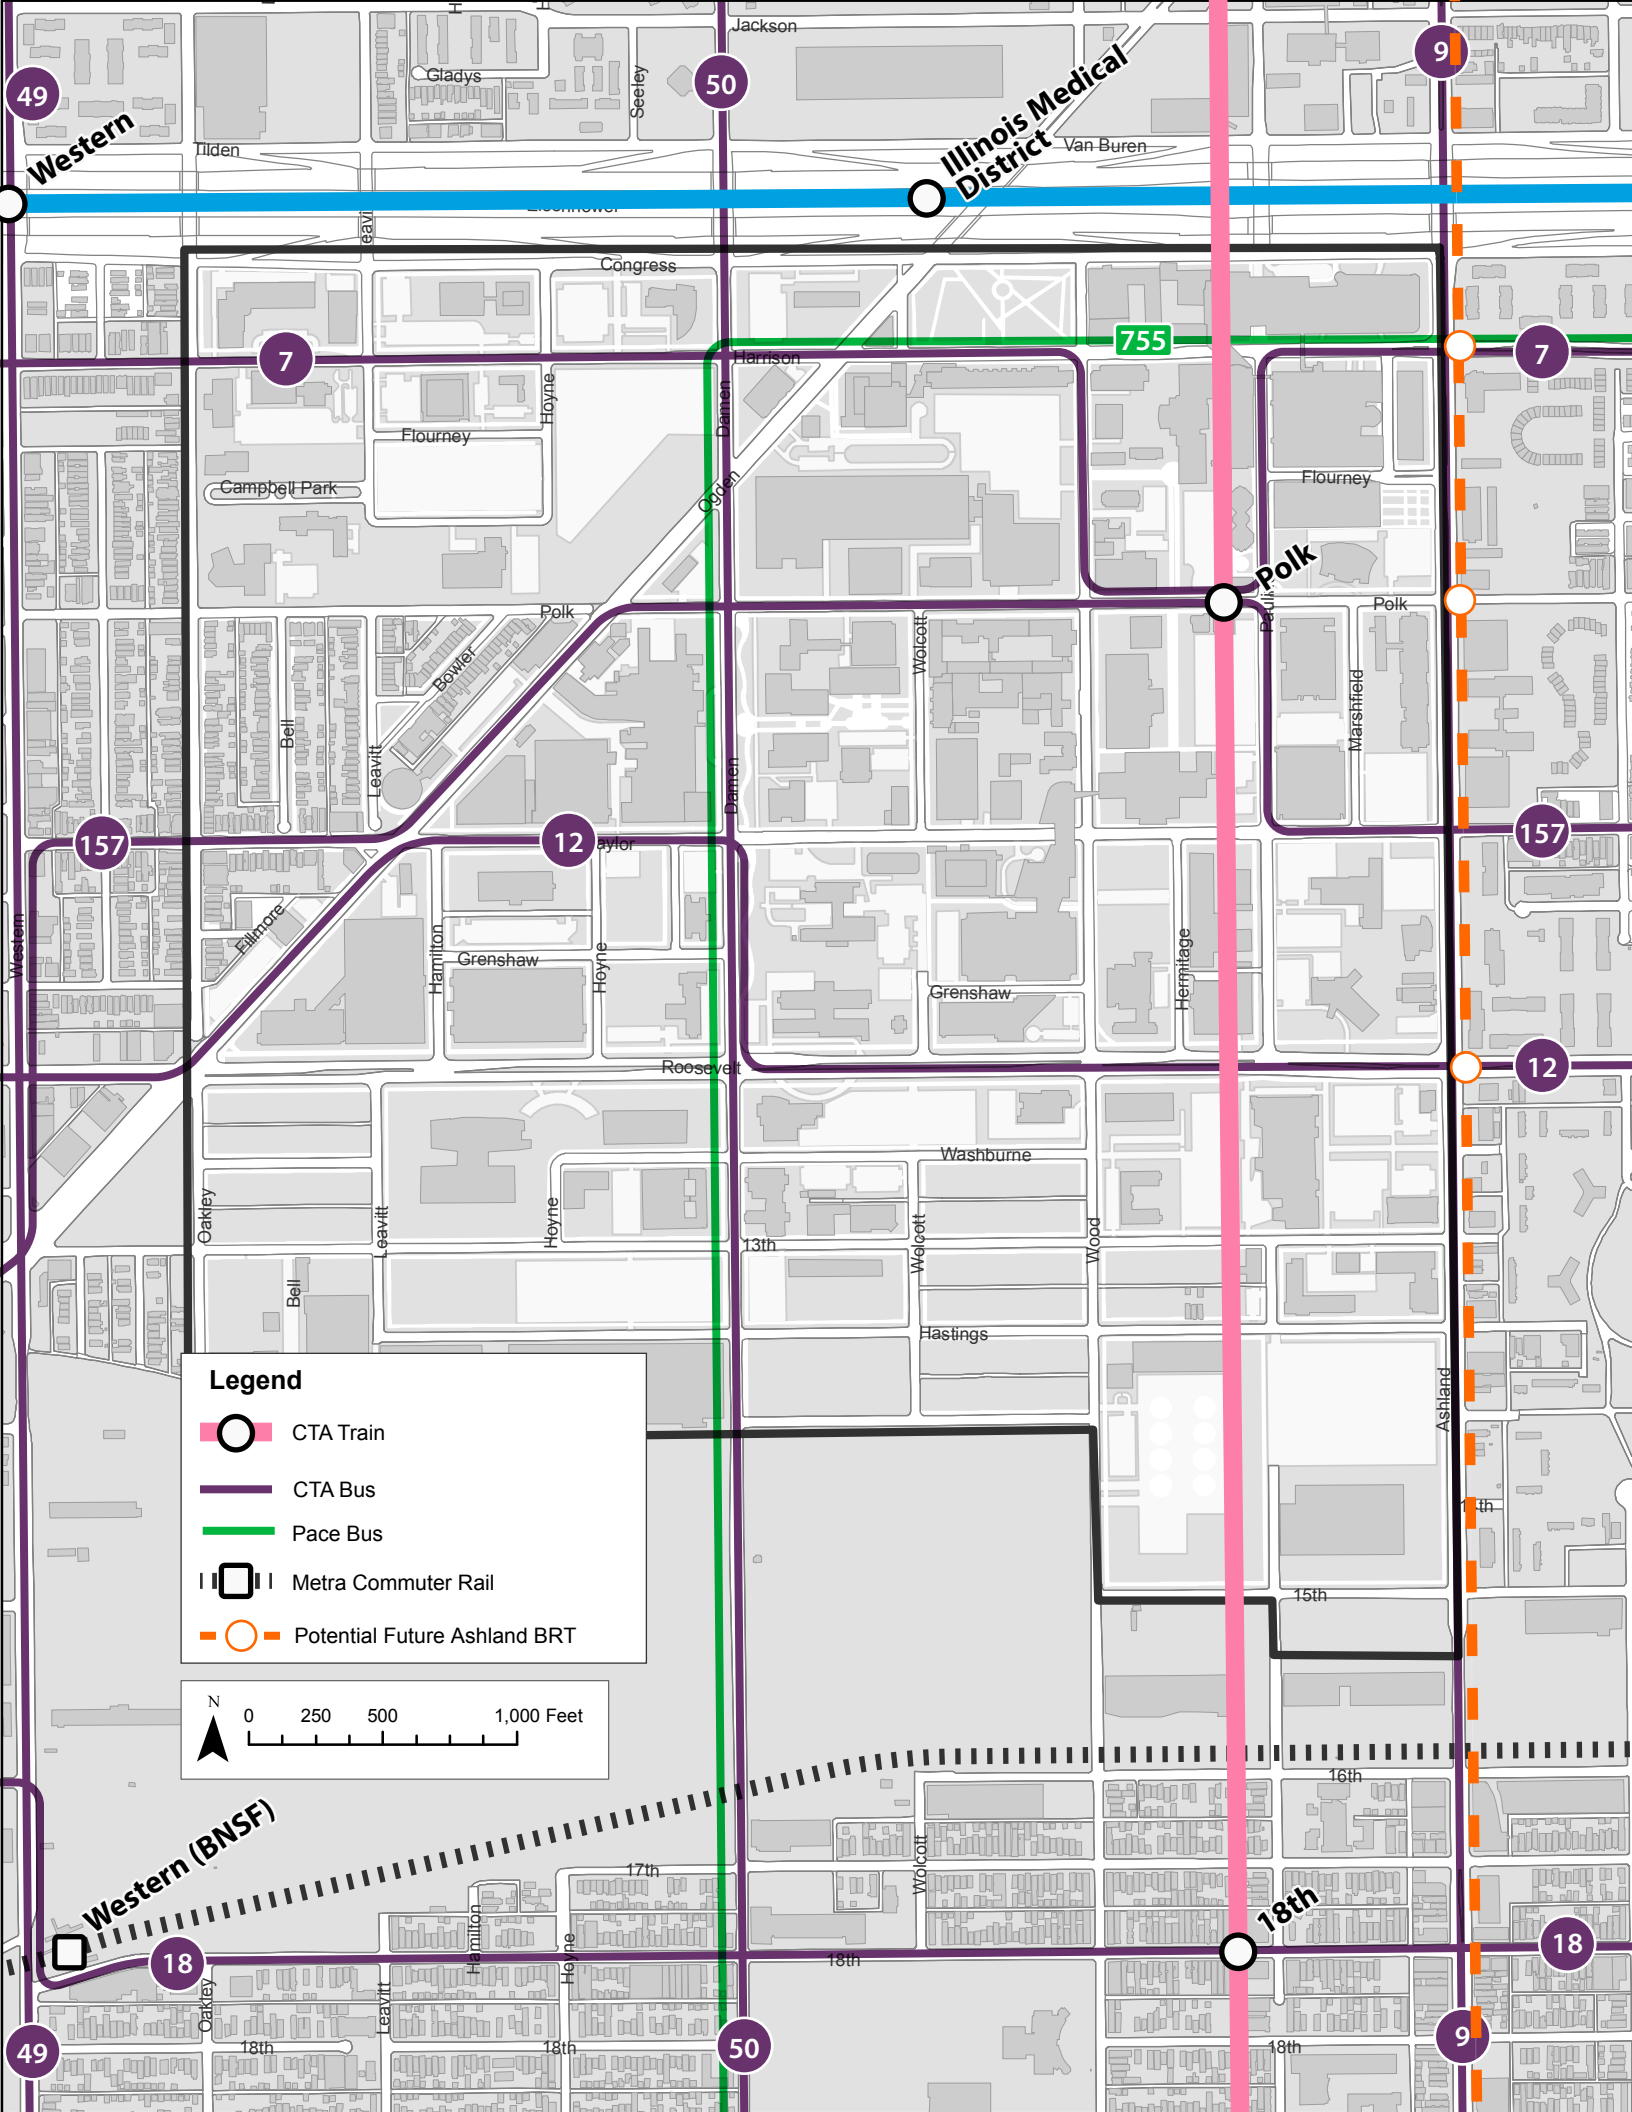 Jackson
9
Gladys
Seeley
50
49
Illinois Medical
District
Western
Tilden
Van Buren
Congress
755
7
Harrison
7
Hoyne
Damen
Flourney
Flourney
Campbell Park
Ogden
Polk
Polk
Polk
Wolcott
Bowler
Bell
Leavitt
Marshfield
Damen
157
12
157
Western
Fillmore
Hamilton
Grenshaw
Hoyne
Hermitage
Grenshaw
Roosevelt
12
Washburne
Oakley
Leavitt
Hoyne
13th
Wolcott
Wood
Bell
Hastings
Ashland
Legend
CTA Train
CTA Bus
Pace Bus
Metra Commuter Rail
Potential Future Ashland BRT
15th
N
0 250 500 1,000 Feet
16th
Western (BNSF)
17th
Wolcott
18th
Hamilton
Hoyne
18
18th
18
Oakley
Leavitt
49
18th
18th
50
18th
9